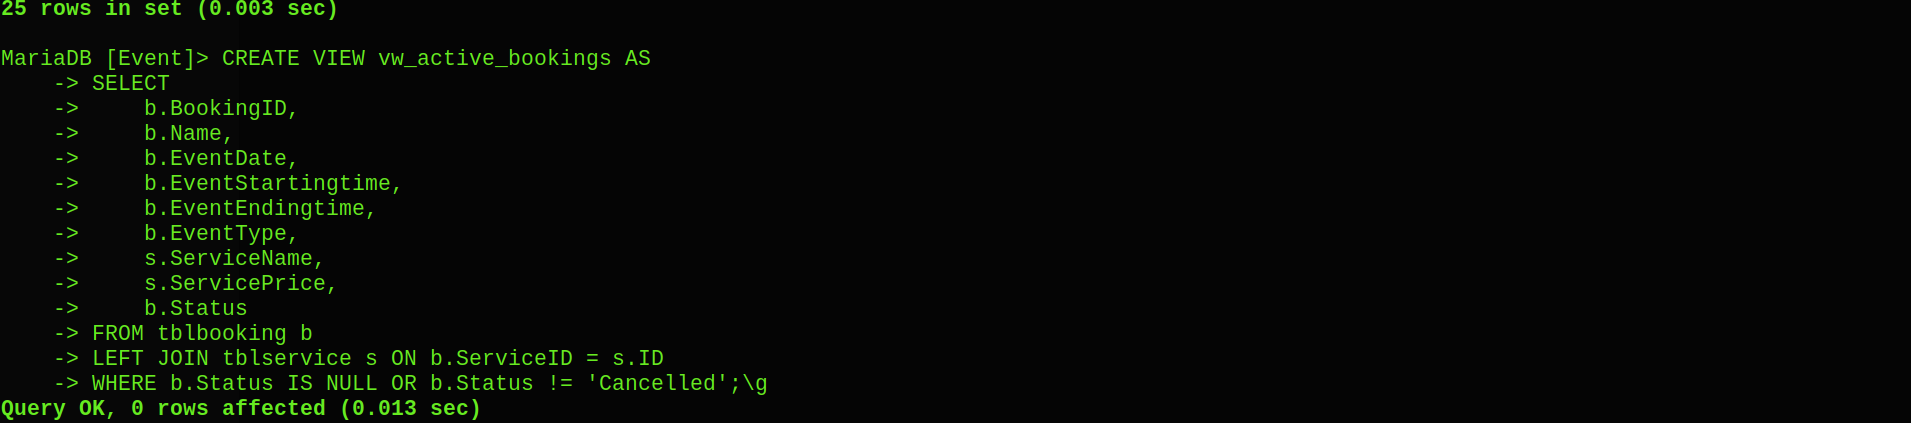 25 rows in set (0.003 sec)
MariaDB [Event]> CREATE VIEW vw_active_bookings AS
    -> SELECT
    ->     b.BookingID,
    ->     b.Name,
    ->     b.EventDate,
    ->     b.EventStartingtime,
    ->     b.EventEndingtime,
    ->     b.EventType,
    ->     s.ServiceName,
    ->     s.ServicePrice,
    ->     b.Status
    -> FROM tblbooking b
    -> LEFT JOIN tblservice s ON b.ServiceID = s.ID
    -> WHERE b.Status IS NULL OR b.Status != 'Cancelled';\g
Query OK, 0 rows affected (0.013 sec)